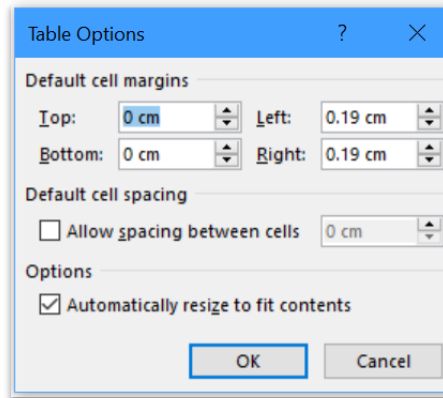 Table Options ? ×
Default cell margins
Top: 0 cm Left: 0.19 cm
Bottom: 0 cm Right: 0.19 cm
Default cell spacing
Allow spacing between cells 0 cm
Options
Automatically resize to fit contents
OK Cancel